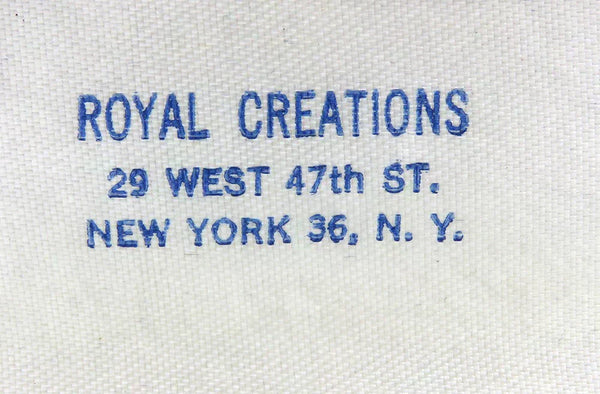 ROYAL CREATIONS
29 WEST 47th ST.
NEW YORK 36, N. Y.